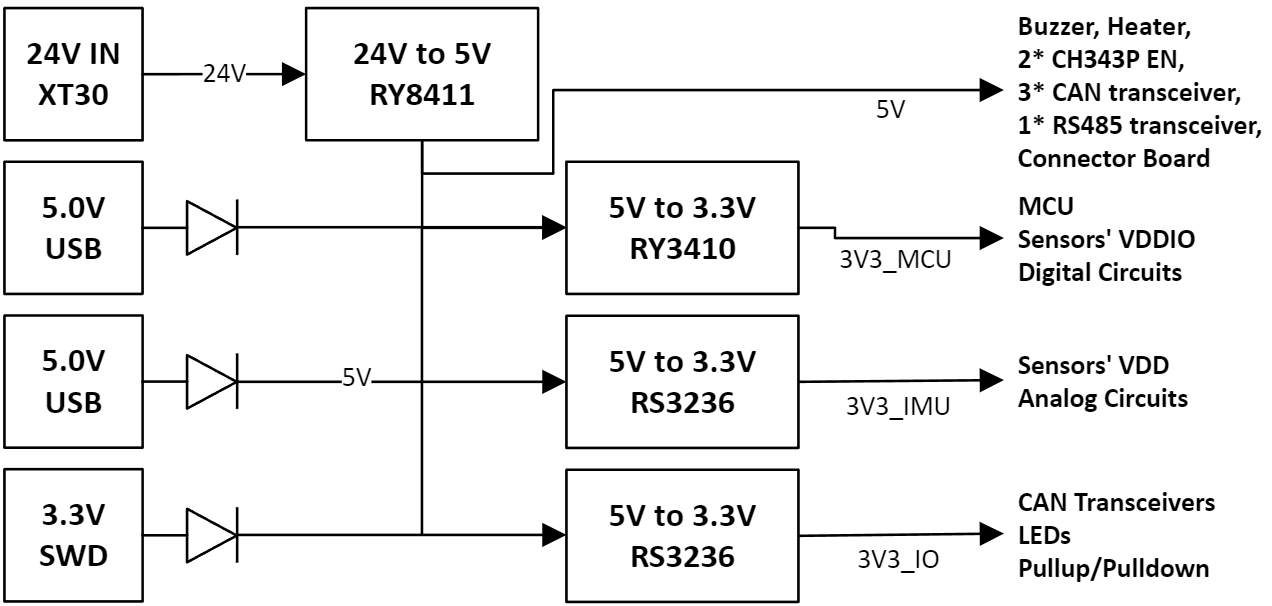 24V IN
XT30
24V
24V to 5V
RY8411
5V
Buzzer, Heater,
2* CH343P EN,
3* CAN transceiver,
1* RS485 transceiver,
Connector Board
5.0V
USB
5V to 3.3V
RY3410
3V3_MCU
MCU
Sensors' VDDIO
Digital Circuits
5.0V
USB
5V
5V to 3.3V
RS3236
3V3_IMU
Sensors' VDD
Analog Circuits
3.3V
SWD
5V to 3.3V
RS3236
3V3_IO
CAN Transceivers
LEDs
Pullup/Pulldown